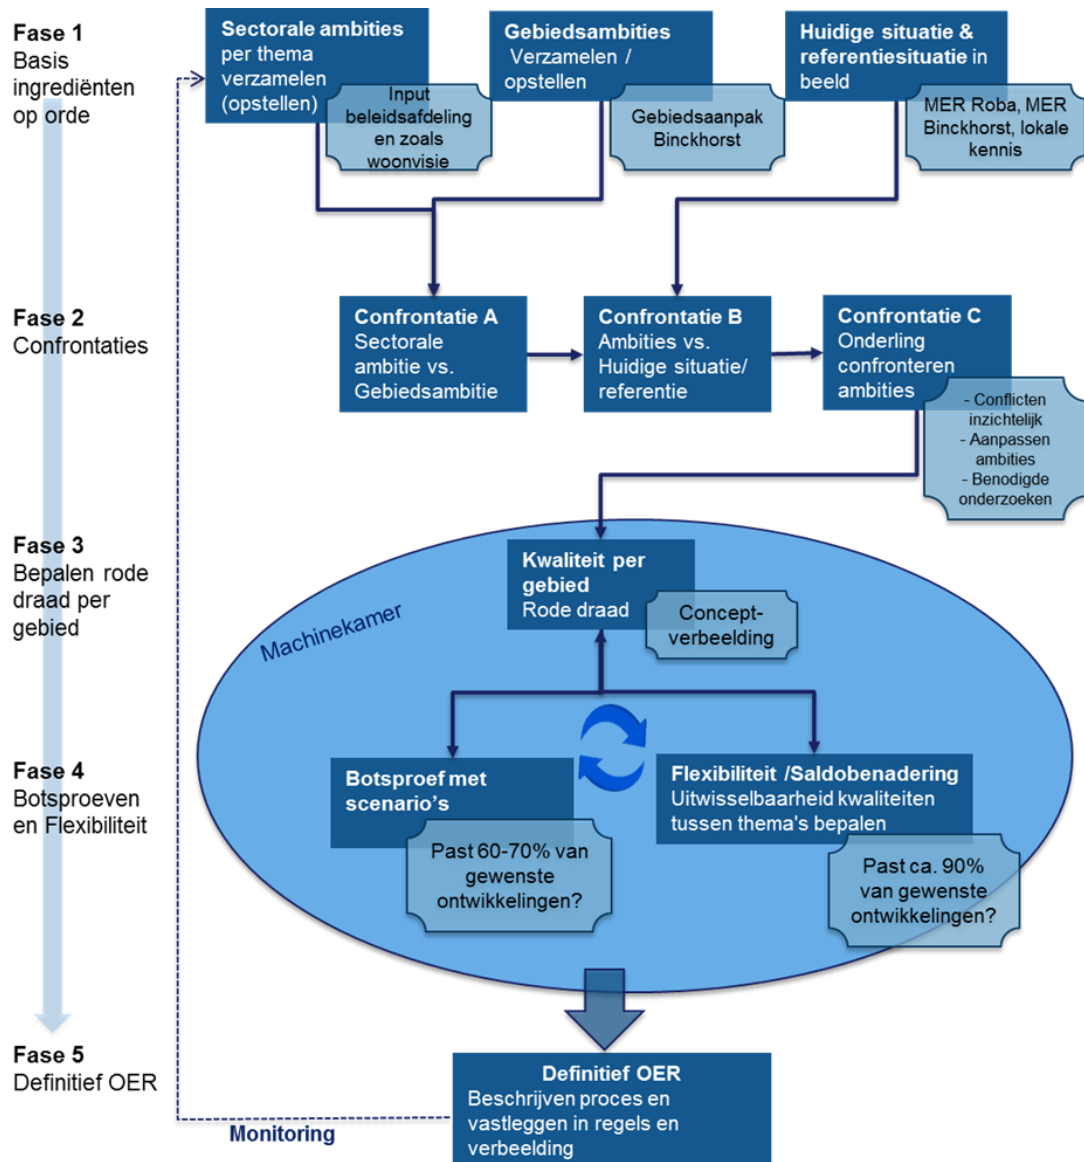 Fase 1
Basis
ingrediënten
op orde
Sectorale ambities
per thema
verzamelen
(opstellen)
Input
beleidsafdeling
en zoals
woonvisie
Gebiedsambities
Verzamelen /
opstellen
Gebiedsaanpak
Binckhorst
Huidige situatie &
referentiesituatie in
beeld
MER Roba, MER
Binckhorst, lokale
kennis
Fase 2
Confrontaties
Confrontatie A
Sectorale
ambitie vs.
Gebiedsambitie
Confrontatie B
Ambities vs.
Huidige situatie/
referentie
Confrontatie C
Onderling
confronteren
ambities
- Conflicten
inzichtelijk
- Aanpassen
ambities
- Benodigde
onderzoeken
Fase 3
Bepalen rode
draad per
gebied
Machinekamer
Kwaliteit per
gebied
Rode draad
Concept-
verbeelding
Fase 4
Botsproeven
en Flexibiliteit
Botsproef met
scenario's
Past 60-70% van
gewenste
ontwikkelingen?
Flexibiliteit /Saldobenadering
Uitwisselbaarheid kwaliteiten
tussen thema's bepalen
Past ca. 90%
van gewenste
ontwikkelingen?
Fase 5
Definitief OER
Definitief OER
Beschrijven proces en
vastleggen in regels en
verbeelding
Monitoring